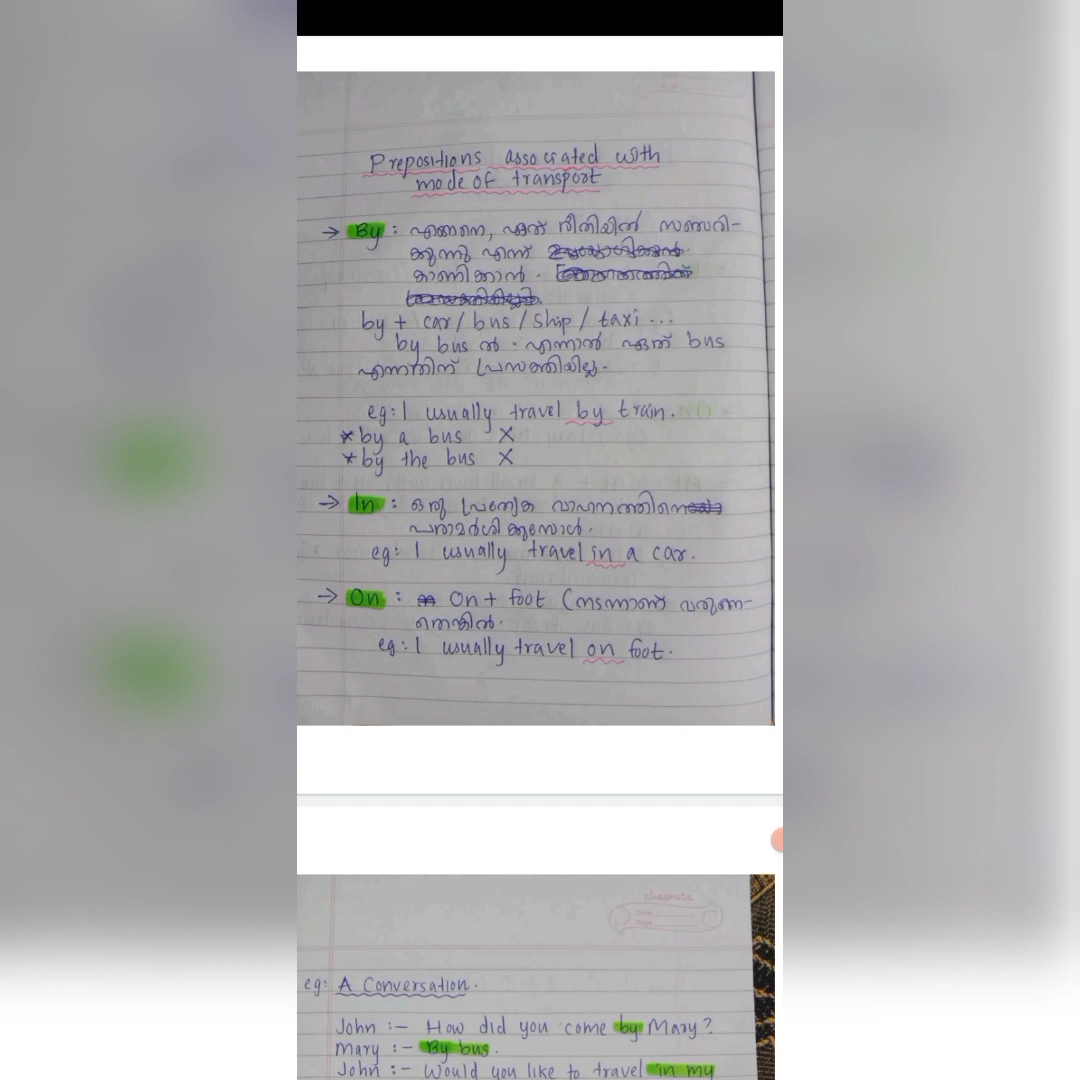 Prepositions associated with
mode of transport
→ By : എങ്ങനെ, ഏത് രീതിയിൽ സഞ്ചരി-
ക്കുന്നു എന്ന്
കാണിക്കാൻ.
by + car / bus / ship / taxi ...
by bus ൽ . എന്നാൽ ഏത് bus
എന്നതിന് പ്രസക്തിയില്ല.
eg: I usually travel by train.
* by a bus X
* by the bus X
→ In : ഒരു പ്രത്യേക വാഹനത്തിനെ
പരാമർശിക്കുമ്പോൾ.
eg: I usually travel in a car.
→ On : On + foot (നടന്നാണ് വരുന്ന-
തെങ്കിൽ.
eg: I usually travel on foot.
classmate
Date
Page
eg: A Conversation.
John :- How did you come by Mary?
Mary :- By bus.
John :- Would you like to travel in my